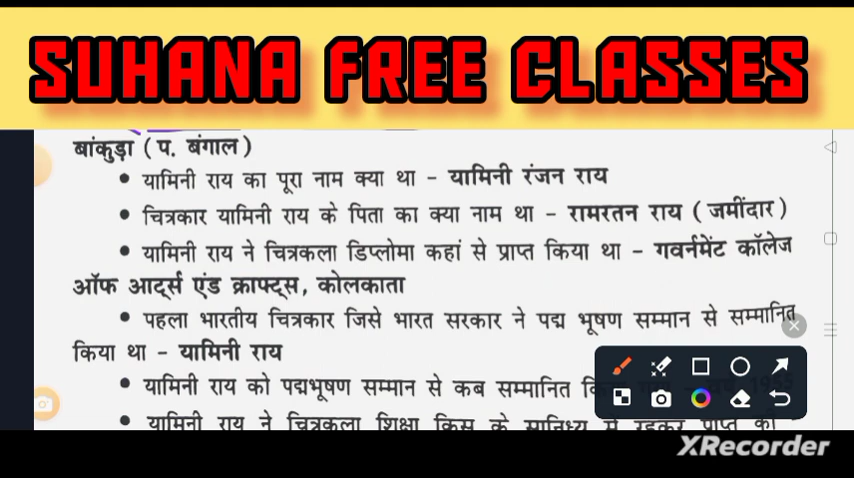 SUHANA FREE CLASSES
बांकुड़ा (प. बंगाल)
• यामिनी राय का पूरा नाम क्या था - यामिनी रंजन राय
• चित्रकार यामिनी राय के पिता का क्या नाम था - रामरतन राय (जमींदार)
• यामिनी राय ने चित्रकला डिप्लोमा कहां से प्राप्त किया था - गवर्नमेंट कॉलेज
ऑफ आर्ट्स एंड क्राफ्ट्स, कोलकाता
• पहला भारतीय चित्रकार जिसे भारत सरकार ने पद्म भूषण सम्मान से सम्मानित
किया था - यामिनी राय
• यामिनी राय को पद्मभूषण सम्मान से कब सम्मानित
• यामिनी राय ने चित्रकला शिक्षा किस के सानिध्य में रहकर प्राप्त की
XRecorder